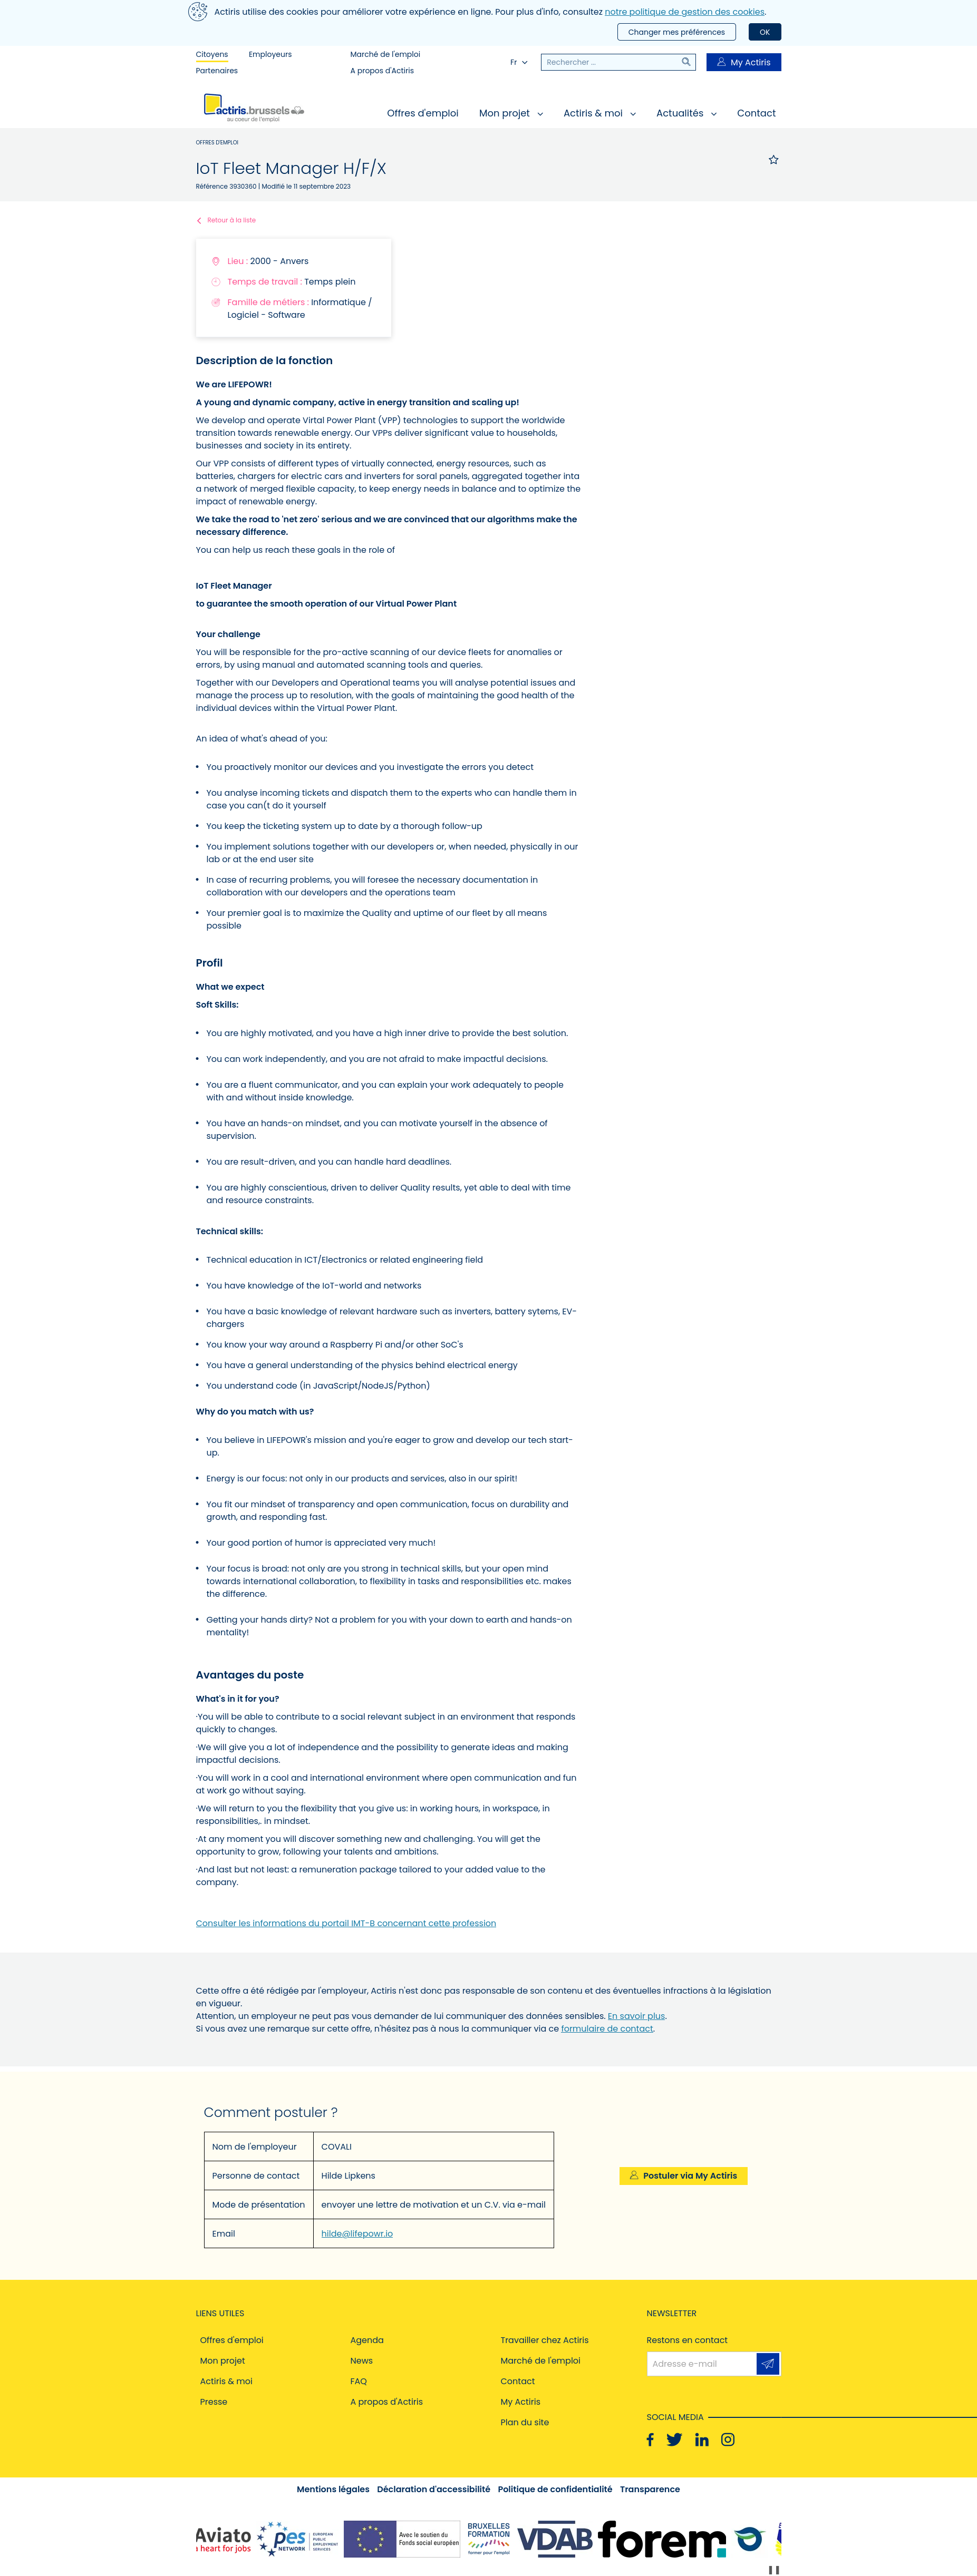 Actiris utilise des cookies pour améliorer votre expérience en ligne. Pour plus d'info, consultez notre politique de gestion des cookies.
Changer mes préférences
OK
Citoyens
Employeurs
Marché de l'emploi
Partenaires
A propos d'Actiris
Fr
Rechercher ...
My Actiris
actiris.brussels
au coeur de l'emploi
Offres d'emploi
Mon projet
Actiris & moi
Actualités
Contact
OFFRES D'EMPLOI
IoT Fleet Manager H/F/X
Référence 3930360 | Modifié le 11 septembre 2023
Retour à la liste
Lieu : 2000 - Anvers
Temps de travail : Temps plein
Famille de métiers : Informatique /
Logiciel - Software
Description de la fonction
We are LIFEPOWR!
A young and dynamic company, active in energy transition and scaling up!
We develop and operate Virtal Power Plant (VPP) technologies to support the worldwide
transition towards renewable energy. Our VPPs deliver significant value to households,
businesses and society in its entirety.
Our VPP consists of different types of virtually connected, energy resources, such as
batteries, chargers for electric cars and inverters for soral panels, aggregated together inta
a network of merged flexible capacity, to keep energy needs in balance and to optimize the
impact of renewable energy.
We take the road to 'net zero' serious and we are convinced that our algorithms make the
necessary difference.
You can help us reach these goals in the role of
IoT Fleet Manager
to guarantee the smooth operation of our Virtual Power Plant
Your challenge
You will be responsible for the pro-active scanning of our device fleets for anomalies or
errors, by using manual and automated scanning tools and queries.
Together with our Developers and Operational teams you will analyse potential issues and
manage the process up to resolution, with the goals of maintaining the good health of the
individual devices within the Virtual Power Plant.
An idea of what's ahead of you:
• You proactively monitor our devices and you investigate the errors you detect
• You analyse incoming tickets and dispatch them to the experts who can handle them in
case you can(t do it yourself
• You keep the ticketing system up to date by a thorough follow-up
• You implement solutions together with our developers or, when needed, physically in our
lab or at the end user site
• In case of recurring problems, you will foresee the necessary documentation in
collaboration with our developers and the operations team
• Your premier goal is to maximize the Quality and uptime of our fleet by all means
possible
Profil
What we expect
Soft Skills:
• You are highly motivated, and you have a high inner drive to provide the best solution.
• You can work independently, and you are not afraid to make impactful decisions.
• You are a fluent communicator, and you can explain your work adequately to people
with and without inside knowledge.
• You have an hands-on mindset, and you can motivate yourself in the absence of
supervision.
• You are result-driven, and you can handle hard deadlines.
• You are highly conscientious, driven to deliver Quality results, yet able to deal with time
and resource constraints.
Technical skills:
• Technical education in ICT/Electronics or related engineering field
• You have knowledge of the IoT-world and networks
• You have a basic knowledge of relevant hardware such as inverters, battery sytems, EV-
chargers
• You know your way around a Raspberry Pi and/or other SoC's
• You have a general understanding of the physics behind electrical energy
• You understand code (in JavaScript/NodeJS/Python)
Why do you match with us?
• You believe in LIFEPOWR's mission and you're eager to grow and develop our tech start-
up.
• Energy is our focus: not only in our products and services, also in our spirit!
• You fit our mindset of transparency and open communication, focus on durability and
growth, and responding fast.
• Your good portion of humor is appreciated very much!
• Your focus is broad: not only are you strong in technical skills, but your open mind
towards international collaboration, to flexibility in tasks and responsibilities etc. makes
the difference.
• Getting your hands dirty? Not a problem for you with your down to earth and hands-on
mentality!
Avantages du poste
What's in it for you?
·You will be able to contribute to a social relevant subject in an environment that responds
quickly to changes.
·We will give you a lot of independence and the possibility to generate ideas and making
impactful decisions.
·You will work in a cool and international environment where open communication and fun
at work go without saying.
·We will return to you the flexibility that you give us: in working hours, in workspace, in
responsibilities,. in mindset.
·At any moment you will discover something new and challenging. You will get the
opportunity to grow, following your talents and ambitions.
·And last but not least: a remuneration package tailored to your added value to the
company.
Consulter les informations du portail IMT-B concernant cette profession
Cette offre a été rédigée par l'employeur, Actiris n'est donc pas responsable de son contenu et des éventuelles infractions à la législation
en vigueur.
Attention, un employeur ne peut pas vous demander de lui communiquer des données sensibles. En savoir plus.
Si vous avez une remarque sur cette offre, n'hésitez pas à nous la communiquer via ce formulaire de contact.
Comment postuler ?
Nom de l'employeur COVALI
Personne de contact Hilde Lipkens
Mode de présentation envoyer une lettre de motivation et un C.V. via e-mail
Email hilde@lifepowr.io
Postuler via My Actiris
LIENS UTILES
NEWSLETTER
Offres d'emploi
Agenda
Travailler chez Actiris
Restons en contact
Mon projet
News
Marché de l'emploi
Adresse e-mail
Actiris & moi
FAQ
Contact
Presse
A propos d'Actiris
My Actiris
Plan du site
SOCIAL MEDIA
Mentions légales Déclaration d'accessibilité Politique de confidentialité Transparence
Aviato
a heart for jobs
pes
NETWORK
EUROPEAN
PUBLIC
EMPLOYMENT
SERVICES
Avec le soutien du
Fonds social européen
BRUXELLES
FORMATION
former pour l'emploi
VDAB
forem